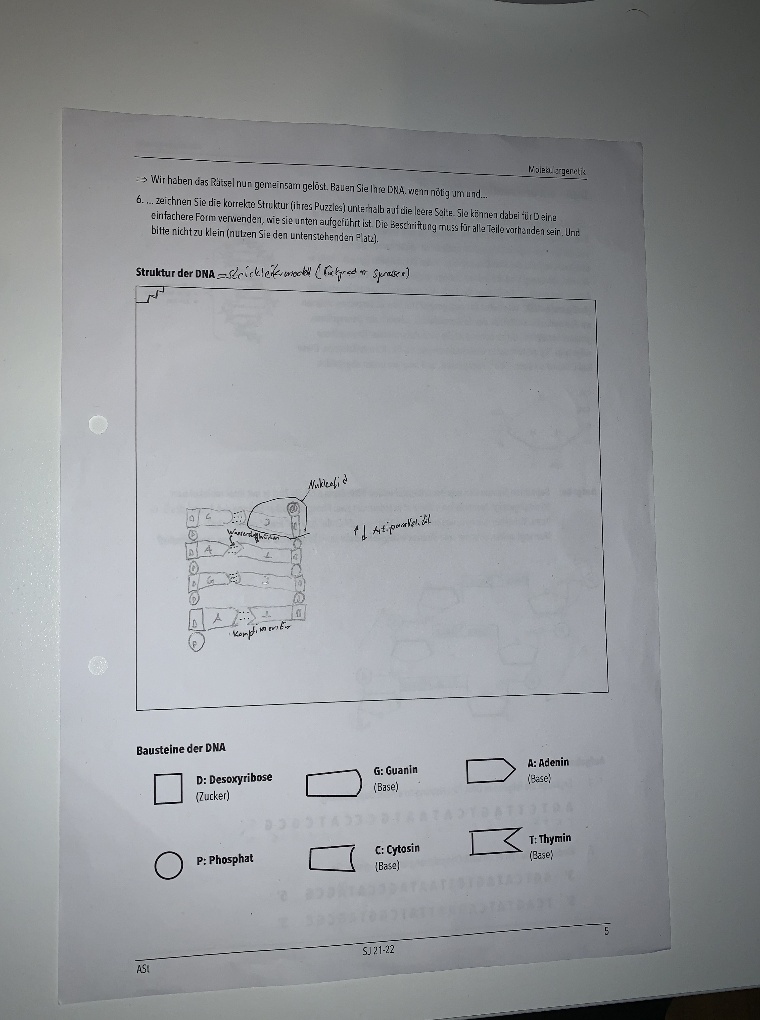 Molekulargenetik
-> Wir haben das Rätsel nun gemeinsam gelöst. Bauen Sie Ihre DNA, wenn nötig um und...
6. ... zeichnen Sie die korrekte Struktur (ihres Puzzles) unterhalb auf die leere Seite. Sie können dabei für D eine
einfachere Form verwenden, wie sie unten aufgeführt ist. Die Beschriftung muss für alle Teile vorhanden sein. Und
bitte nicht zu klein (nutzen Sie den untenstehenden Platz).
Struktur der DNA = Strickleitermodell (
Nukleotid
D C
↑↓ Antiparallelität
D A
D G
D A
P
Bausteine der DNA
D: Desoxyribose
(Zucker)
G: Guanin
(Base)
A: Adenin
(Base)
P: Phosphat
C: Cytosin
(Base)
T: Thymin
(Base)
ASt
SJ 21-22
5